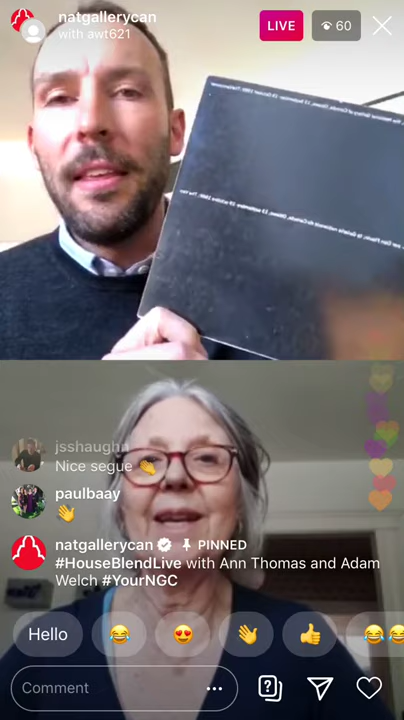 natgallerycan
LIVE
60
with awt621
jsshaughn
Nice segue 👏
paulbaay
👋
natgallerycan PINNED
#HouseBlendLive with Ann Thomas and Adam
Welch #YourNGC
Hello
Comment